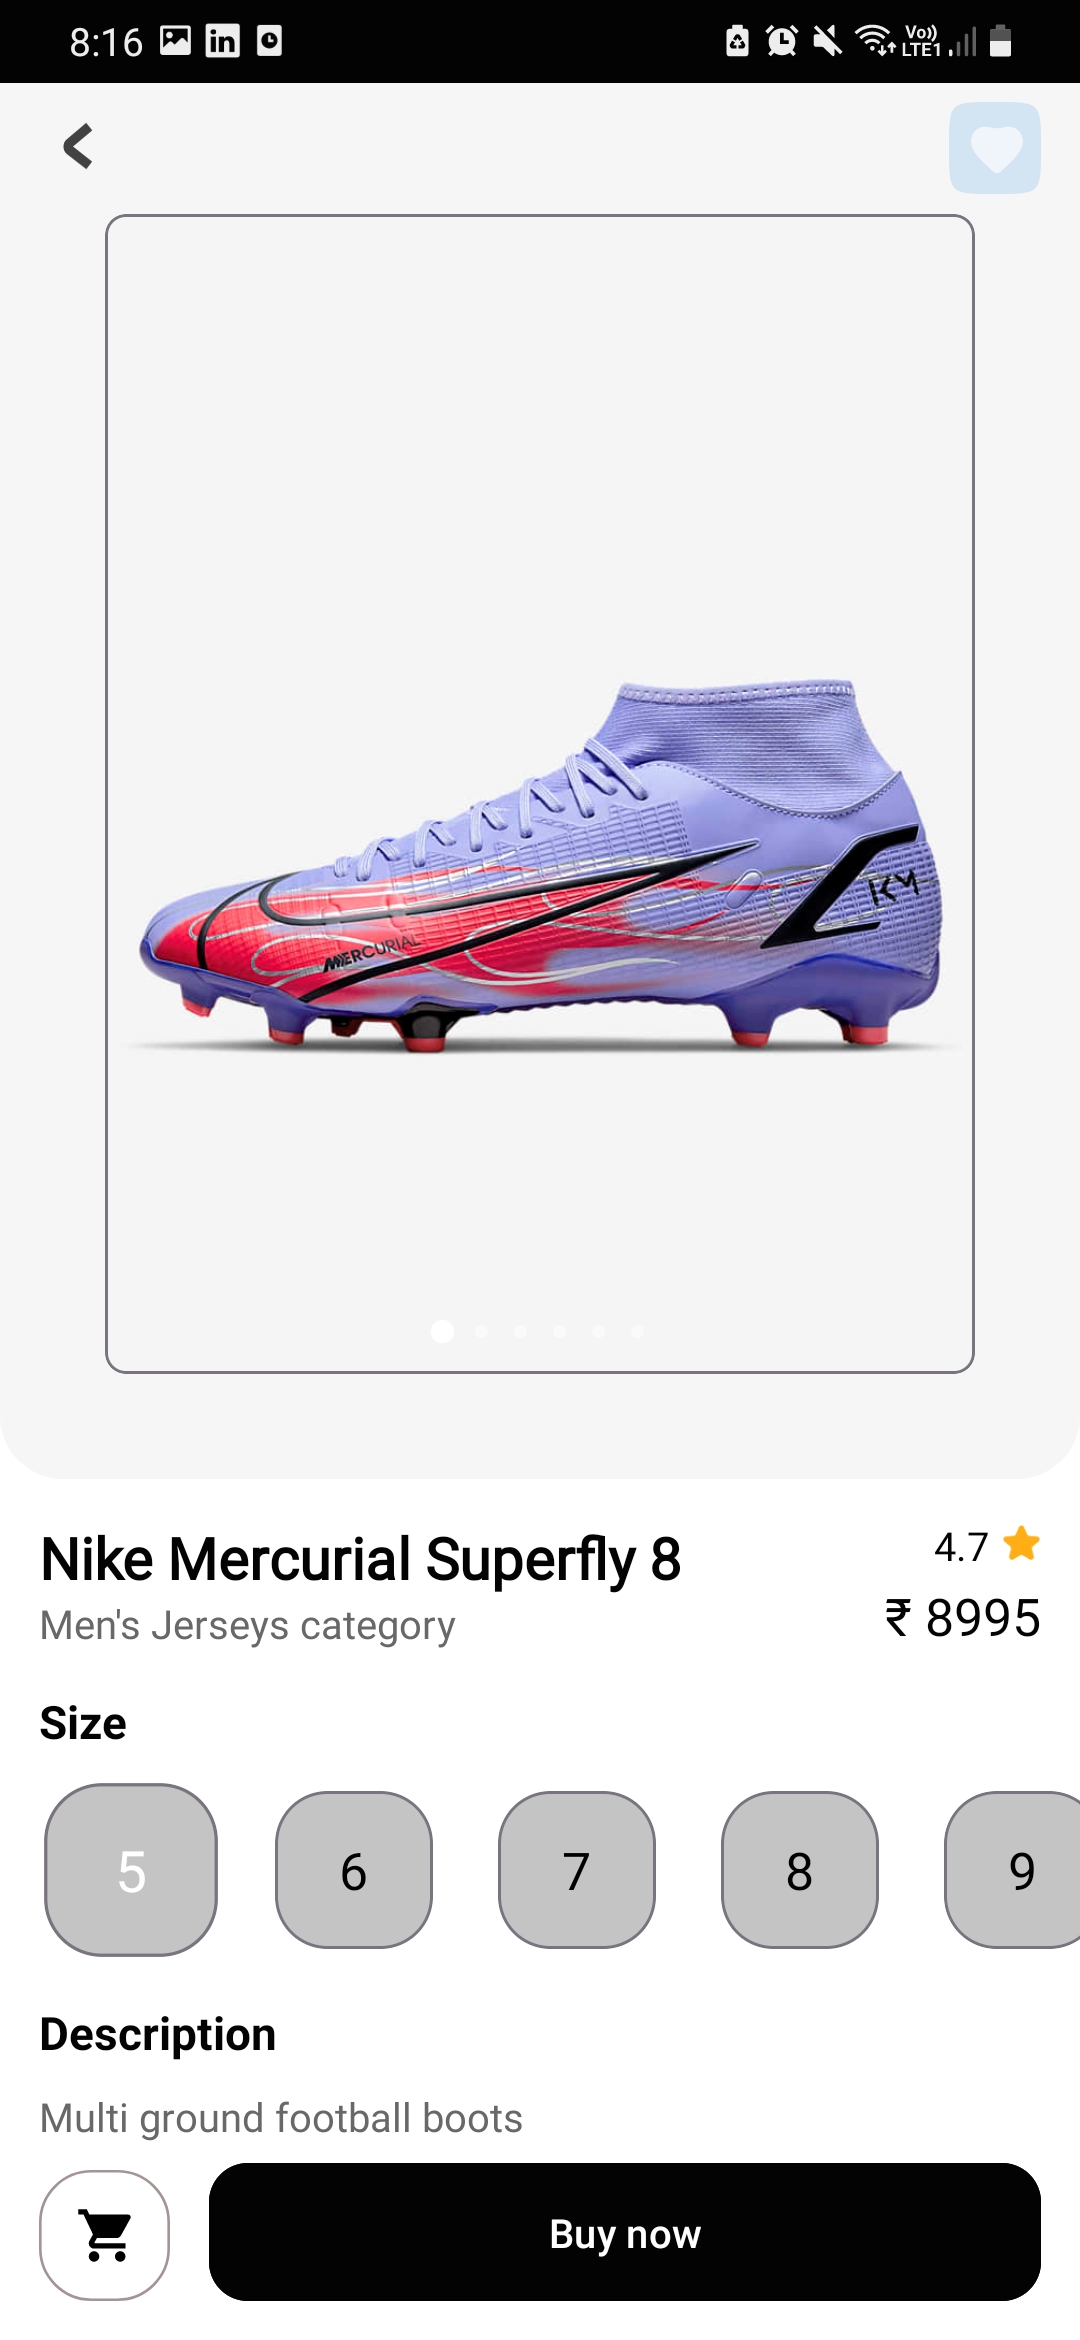 8:16
in
Vo))
LTE1
MERCURIAL
KM
Nike Mercurial Superfly 8
4.7
Men's Jerseys category
₹ 8995
Size
5 6 7 8 9
Description
Multi ground football boots
Buy now